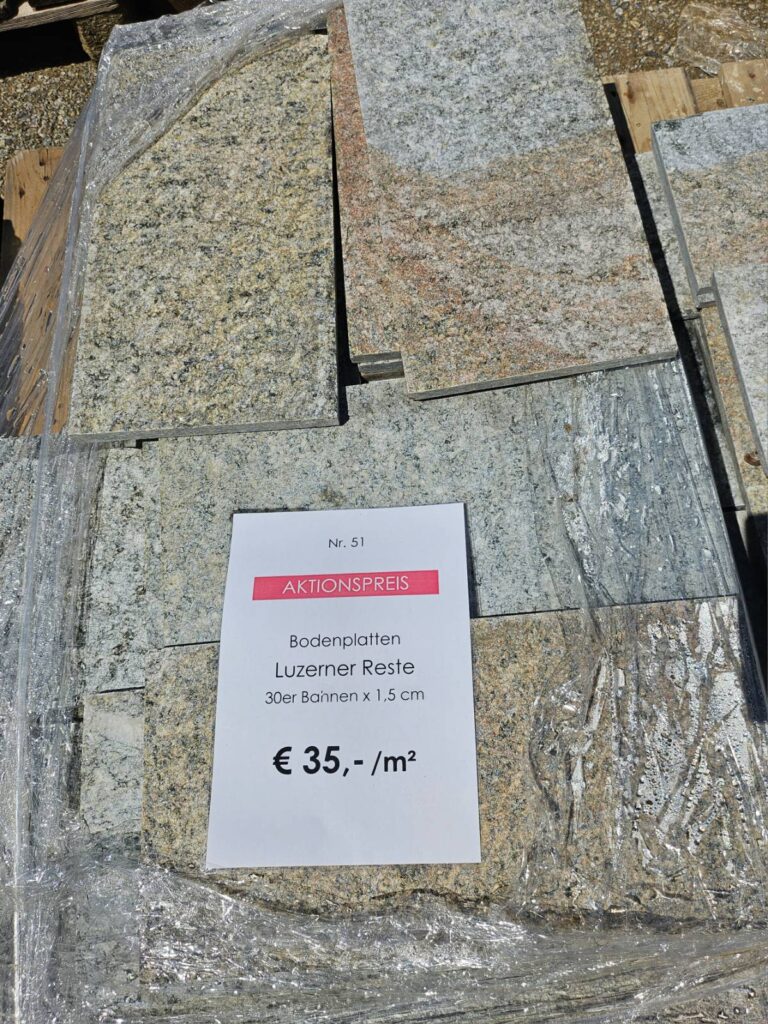 Nr. 51
AKTIONSPREIS
Bodenplatten
Luzerner Reste
30er Bahnen x 1,5 cm
€ 35,- /m²